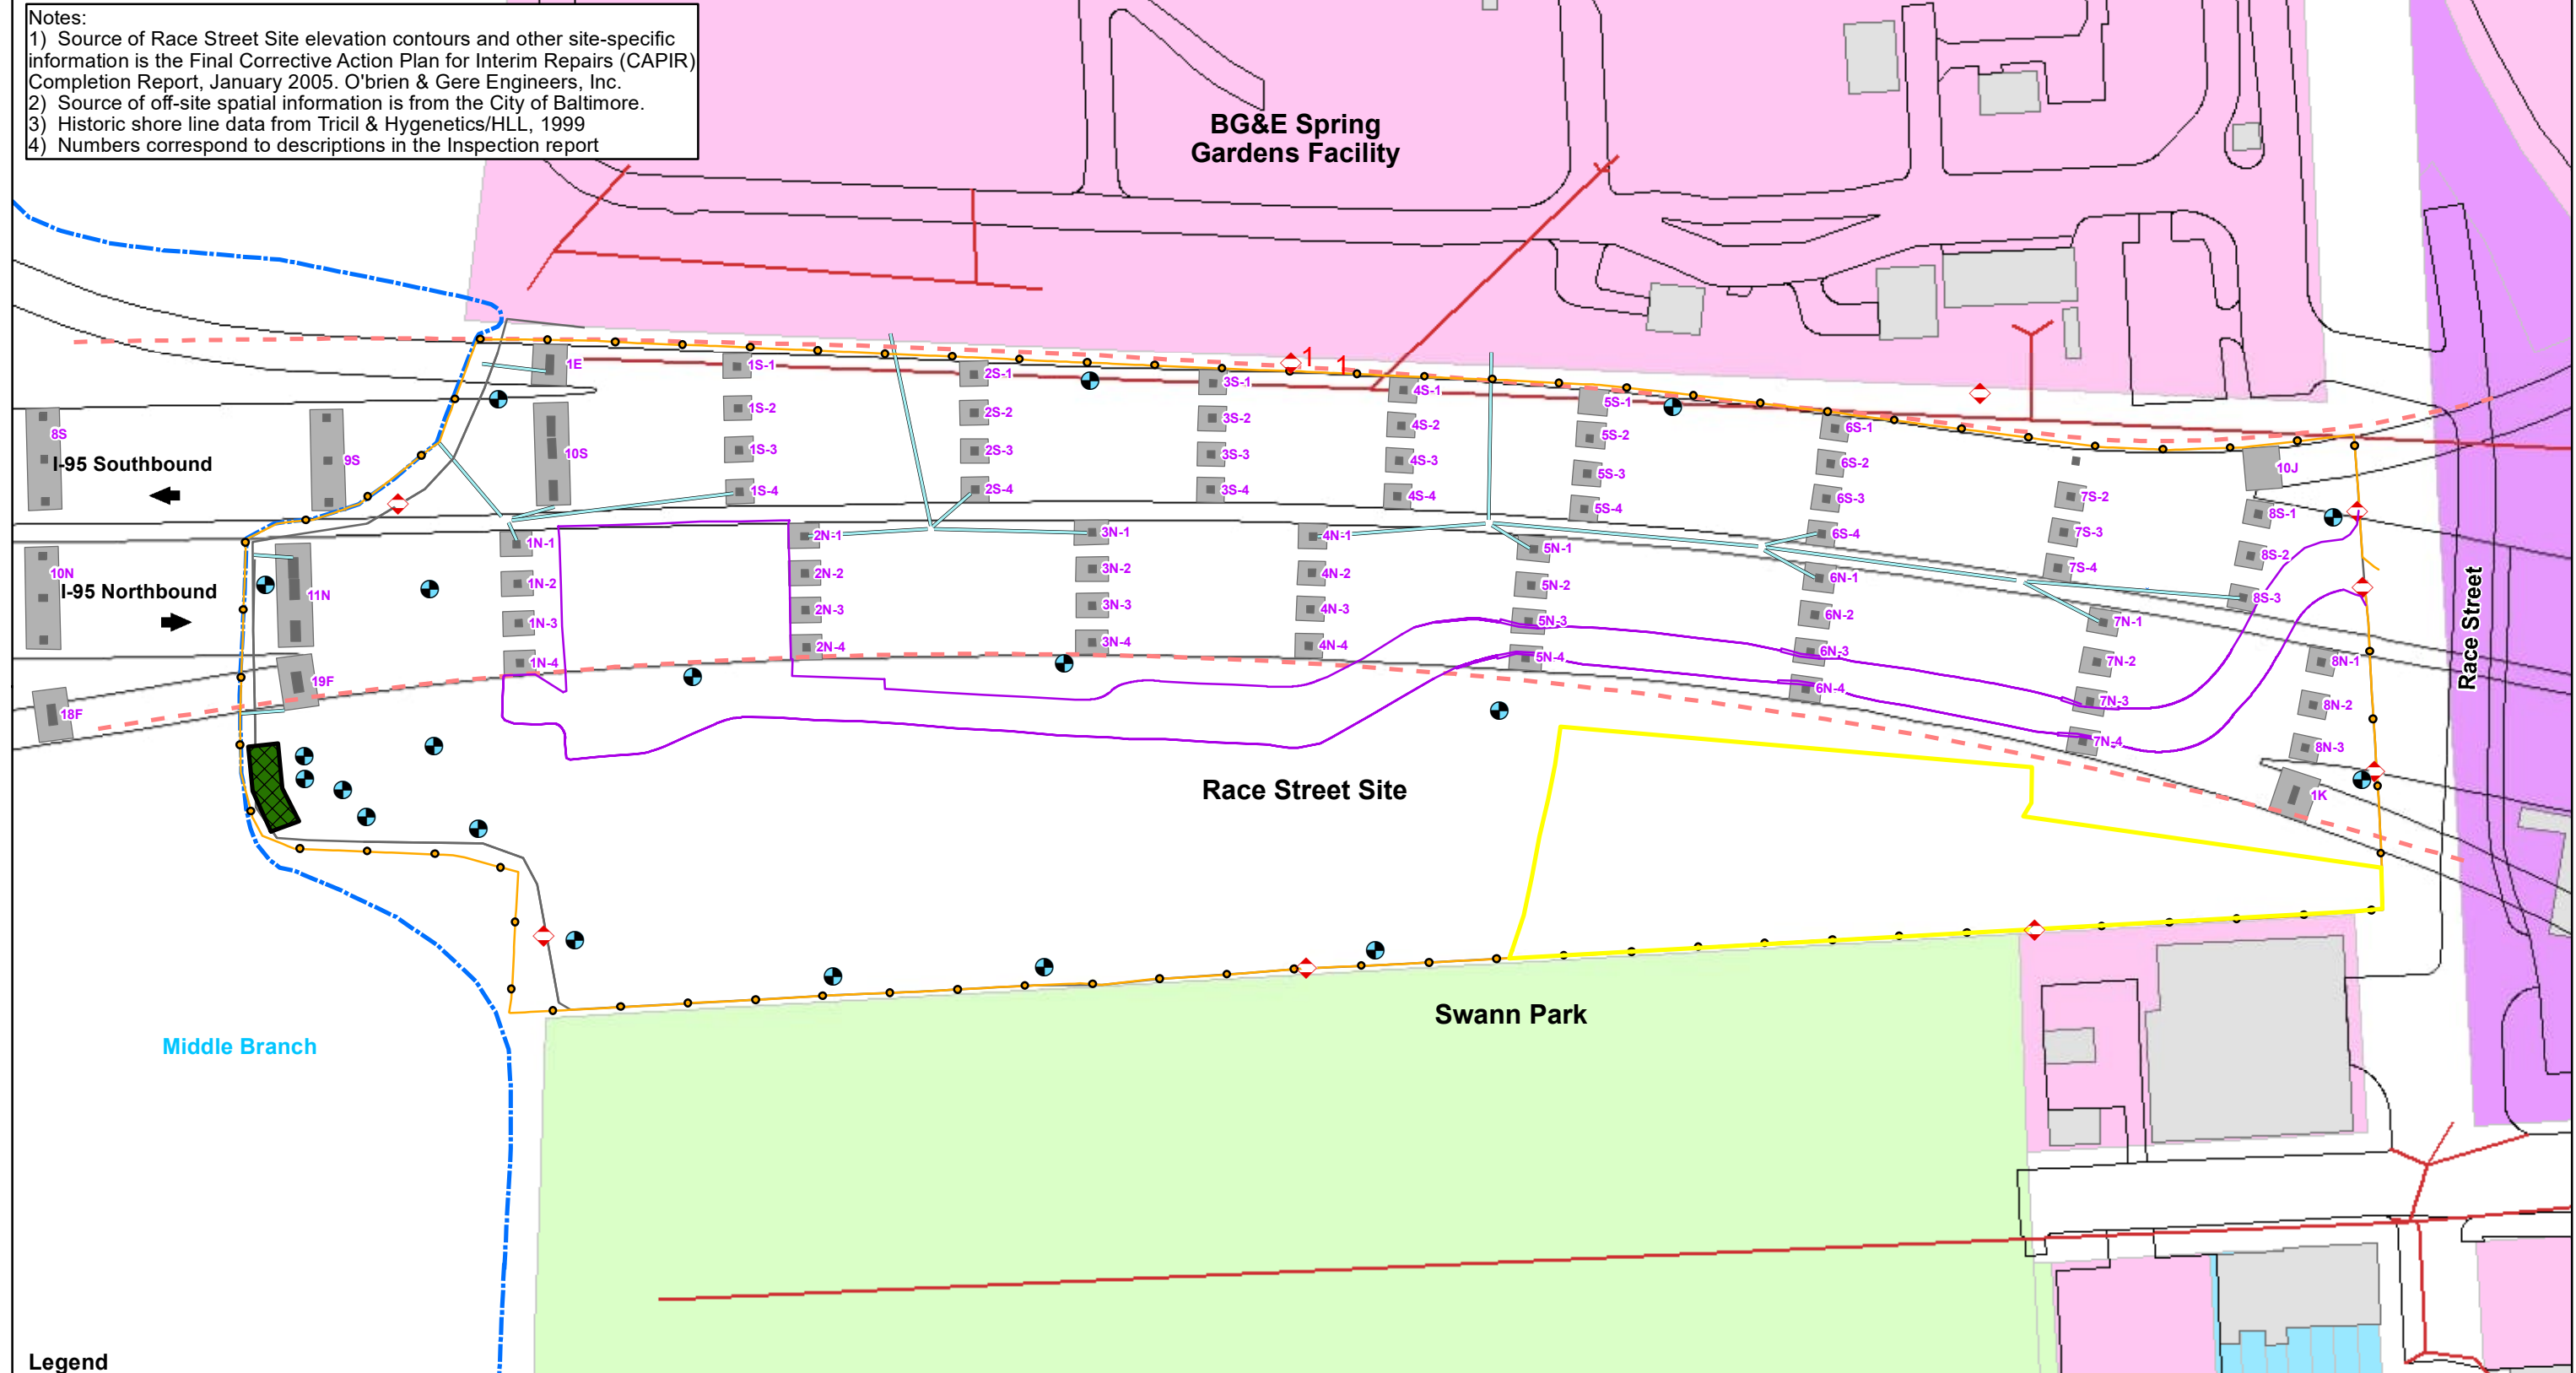 Notes:
1) Source of Race Street Site elevation contours and other site-specific
information is the Final Corrective Action Plan for Interim Repairs (CAPIR)
Completion Report, January 2005. O'brien & Gere Engineers, Inc.
2) Source of off-site spatial information is from the City of Baltimore.
3) Historic shore line data from Tricil & Hygenetics/HLL, 1999
4) Numbers correspond to descriptions in the Inspection report
BG&E Spring
Gardens Facility
1
1
1E
1S-1
2S-1
3S-1
4S-1
5S-1
6S-1
1S-2
2S-2
3S-2
4S-2
5S-2
6S-2
8S
I-95 Southbound
9S
10S
1S-3
2S-3
3S-3
4S-3
5S-3
6S-3
10J
1S-4
2S-4
3S-4
4S-4
5S-4
6S-4
7S-2
7S-3
7S-4
8S-1
8S-2
8S-3
10N
I-95 Northbound
11N
1N-1
2N-1
3N-1
4N-1
5N-1
6N-1
7N-1
1N-2
2N-2
3N-2
4N-2
5N-2
6N-2
7N-2
8N-1
1N-3
2N-3
3N-3
4N-3
5N-3
6N-3
7N-3
8N-2
1N-4
2N-4
3N-4
4N-4
5N-4
6N-4
7N-4
8N-3
19F
18F
1K
Race Street
Race Street Site
Swann Park
Middle Branch
Legend